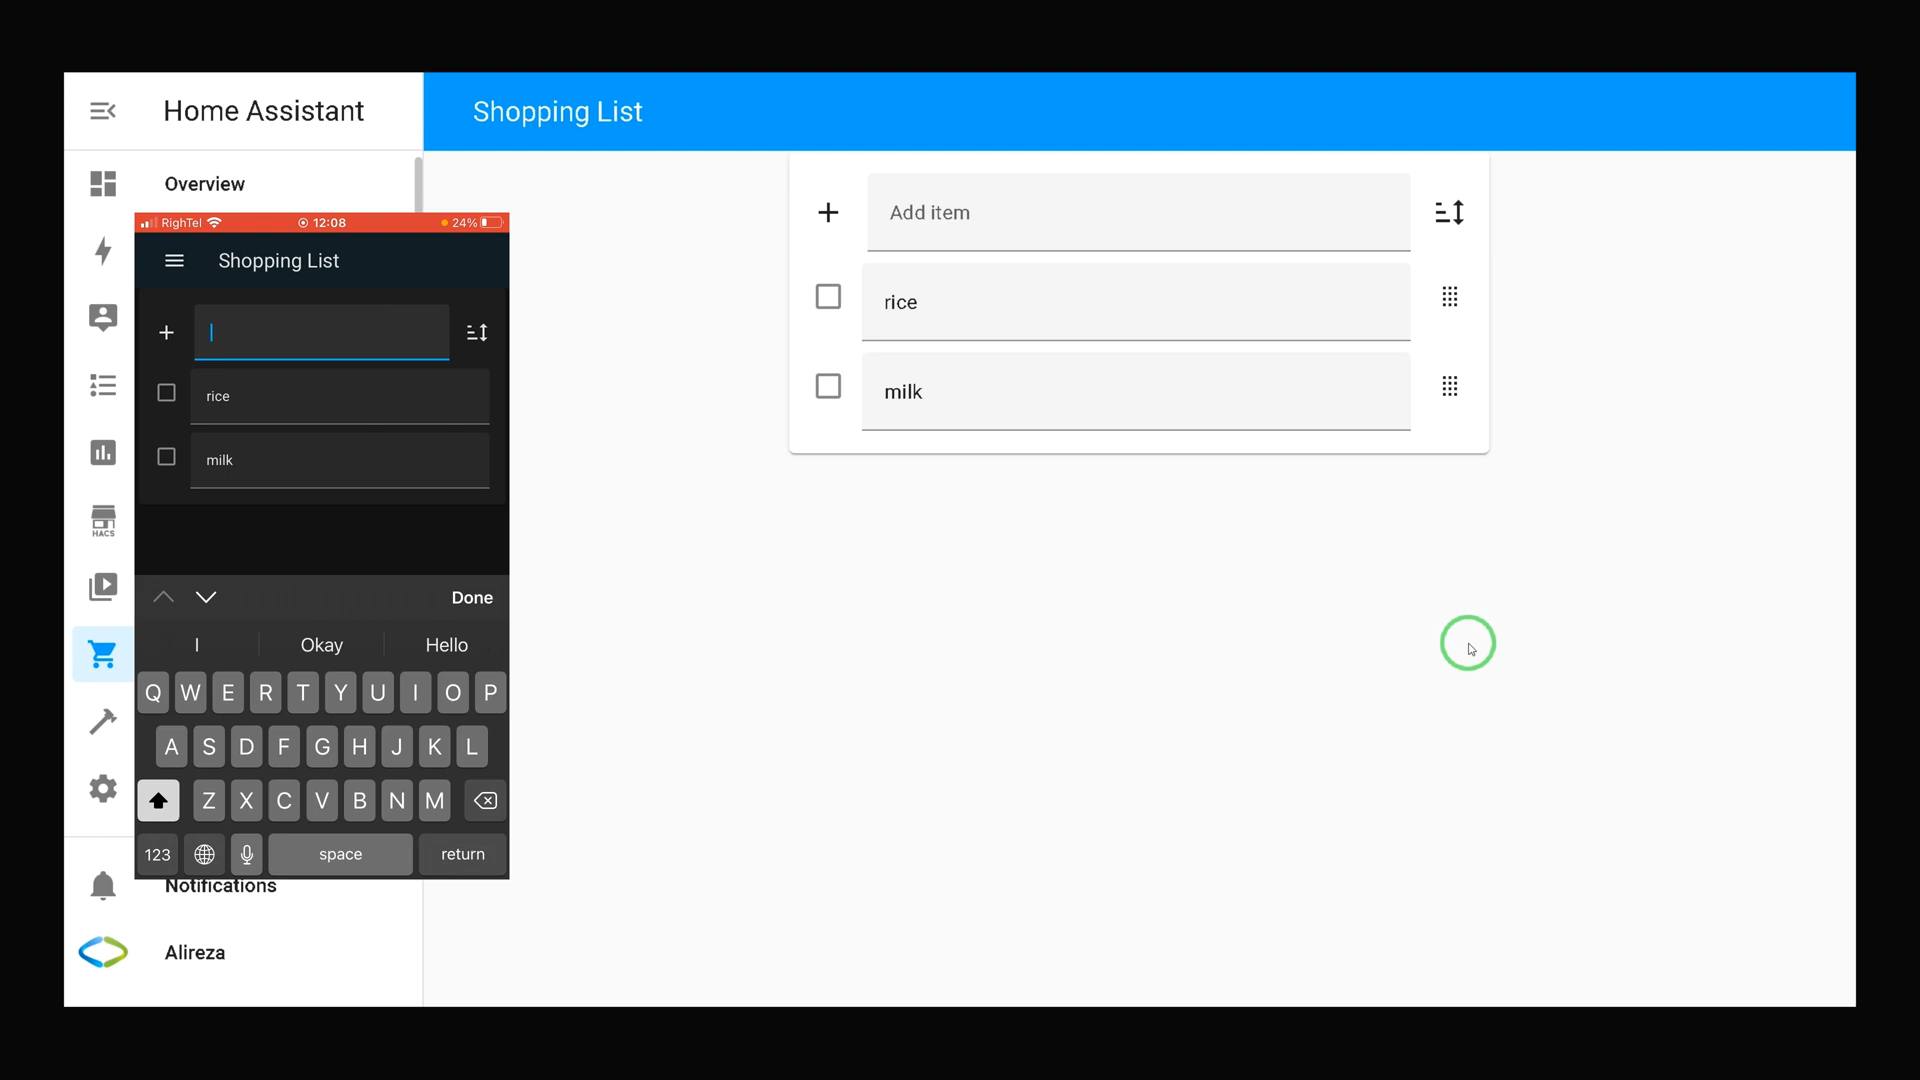 Home Assistant
Shopping List
Overview
Add item
rice
milk
RighTel 12:08 24%
Shopping List
rice
milk
Done
I Okay Hello
Q W E R T Y U I O P
A S D F G H J K L
Z X C V B N M
123 space return
HACS
Notifications
Alireza